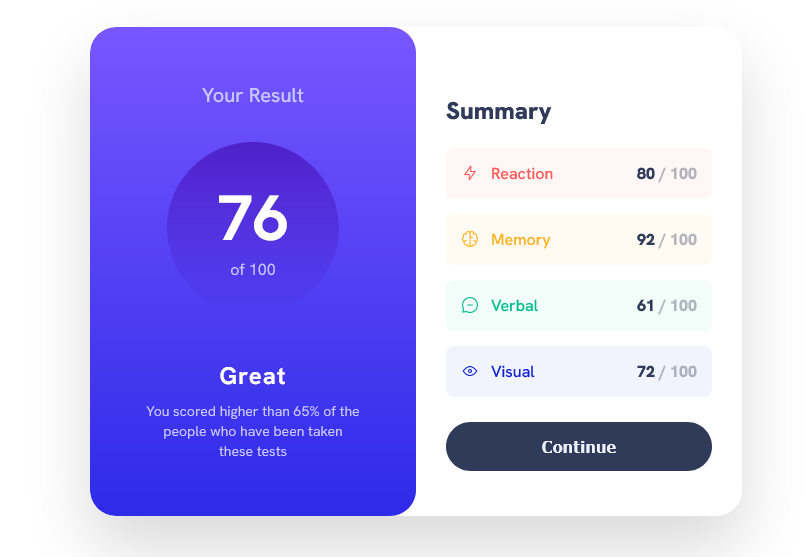 Your Result
76
of 100
Great
You scored higher than 65% of the
people who have been taken
these tests
Summary
Reaction 80 / 100
Memory 92 / 100
Verbal 61 / 100
Visual 72 / 100
Continue